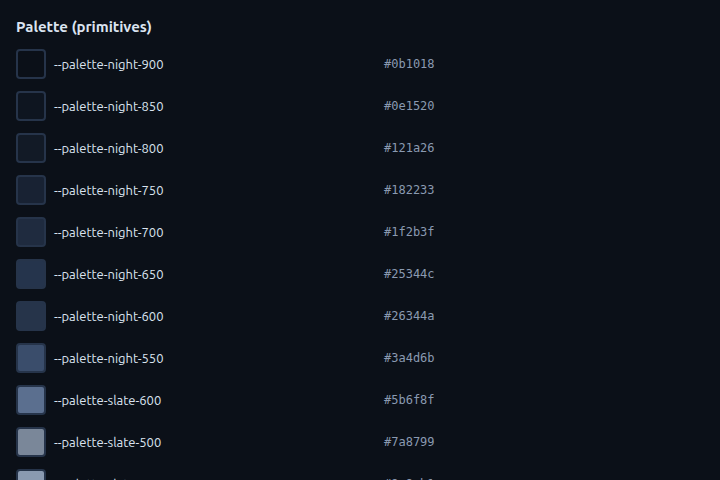 Palette (primitives)
--palette-night-900 #0b1018
--palette-night-850 #0e1520
--palette-night-800 #121a26
--palette-night-750 #182233
--palette-night-700 #1f2b3f
--palette-night-650 #25344c
--palette-night-600 #26344a
--palette-night-550 #3a4d6b
--palette-slate-600 #5b6f8f
--palette-slate-500 #7a8799